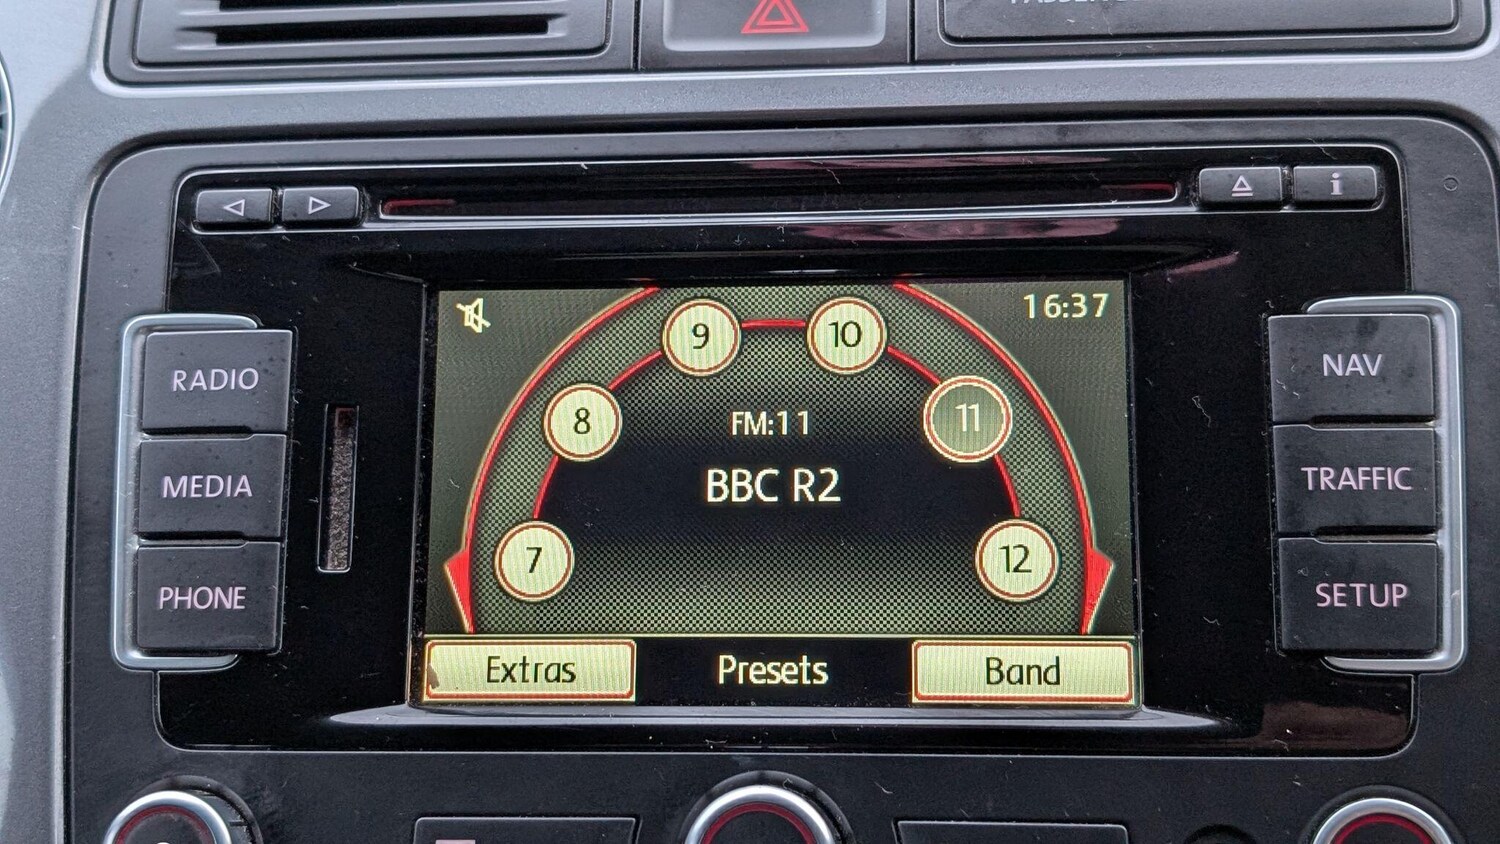 RADIO
MEDIA
PHONE
16:37
9
10
8
11
7
12
FM:11
BBC R2
Extras
Presets
Band
i
NAV
TRAFFIC
SETUP